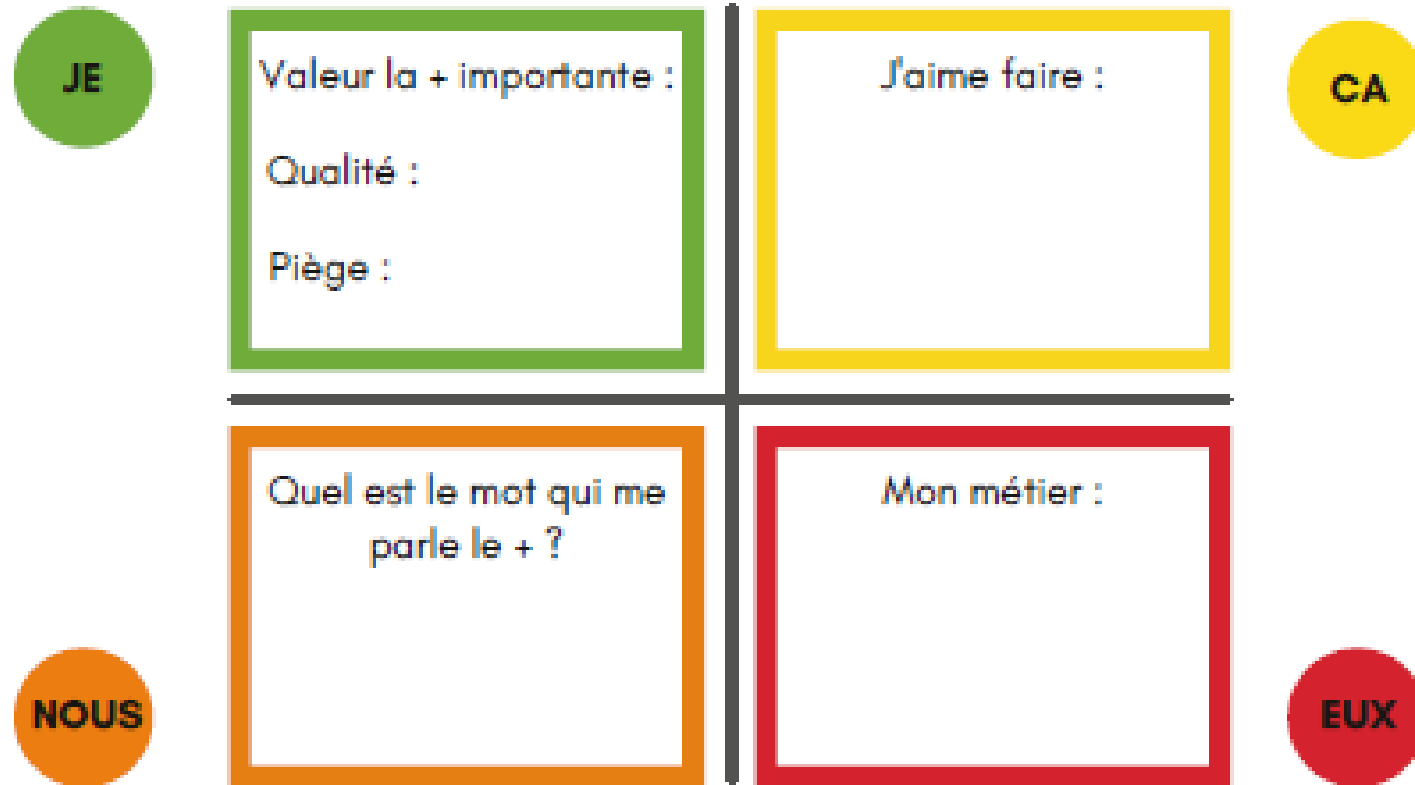 JE
Valeur la + importante :
Qualité :
Piège :
J'aime faire :
CA
NOUS
Quel est le mot qui me
parle le + ?
Mon métier :
EUX